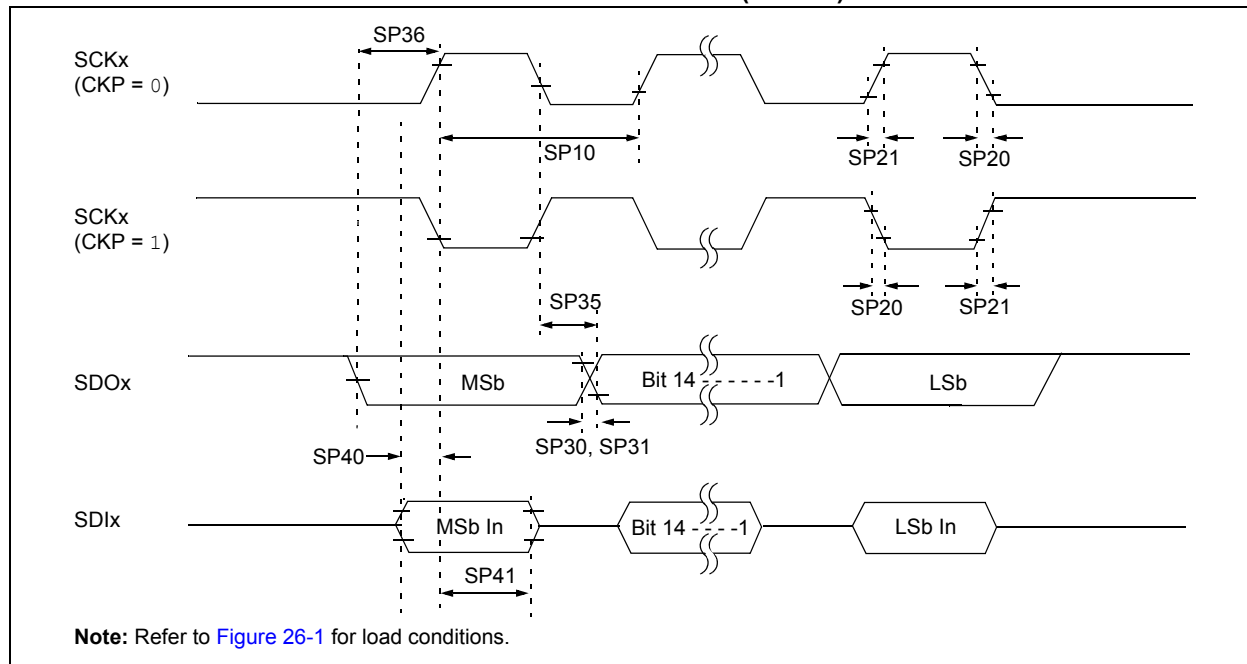 SP36
SCKx
(CKP = 0)
SP10
SP21
SP20
SCKx
(CKP = 1)
SP35
SP20
SP21
SDOx
MSb
Bit 14 - - - - - -1
LSb
SP30, SP31
SP40
SDIx
MSb In
Bit 14 - - - -1
LSb In
SP41
Note: Refer to Figure 26-1 for load conditions.